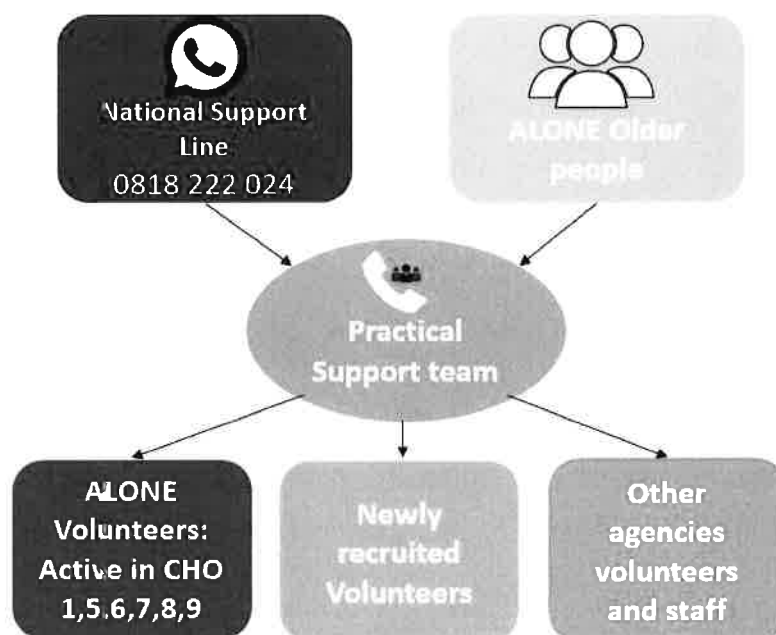 National Support
Line
0818 222 024
ALONE Older
people
Practical
Support team
ALONE
Volunteers:
Active in CHO
1,5,6,7,8,9
Newly
recruited
Volunteers
Other
agencies
volunteers
and staff